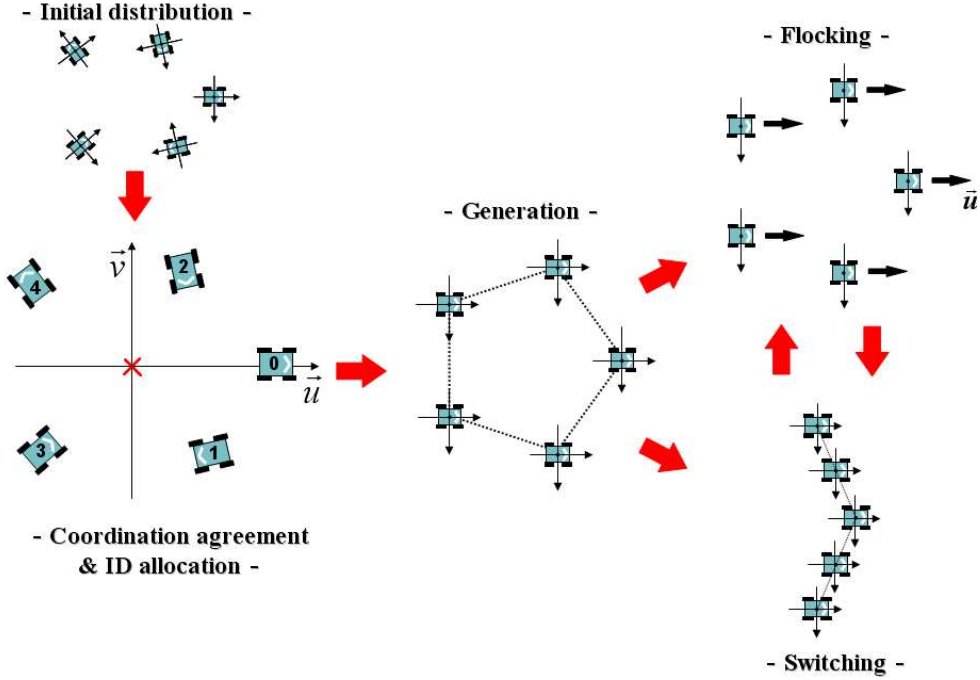 - Initial distribution -
- Flocking -
u
- Generation -
v
2
4
0
u
3
1
- Coordination agreement
& ID allocation -
- Switching -